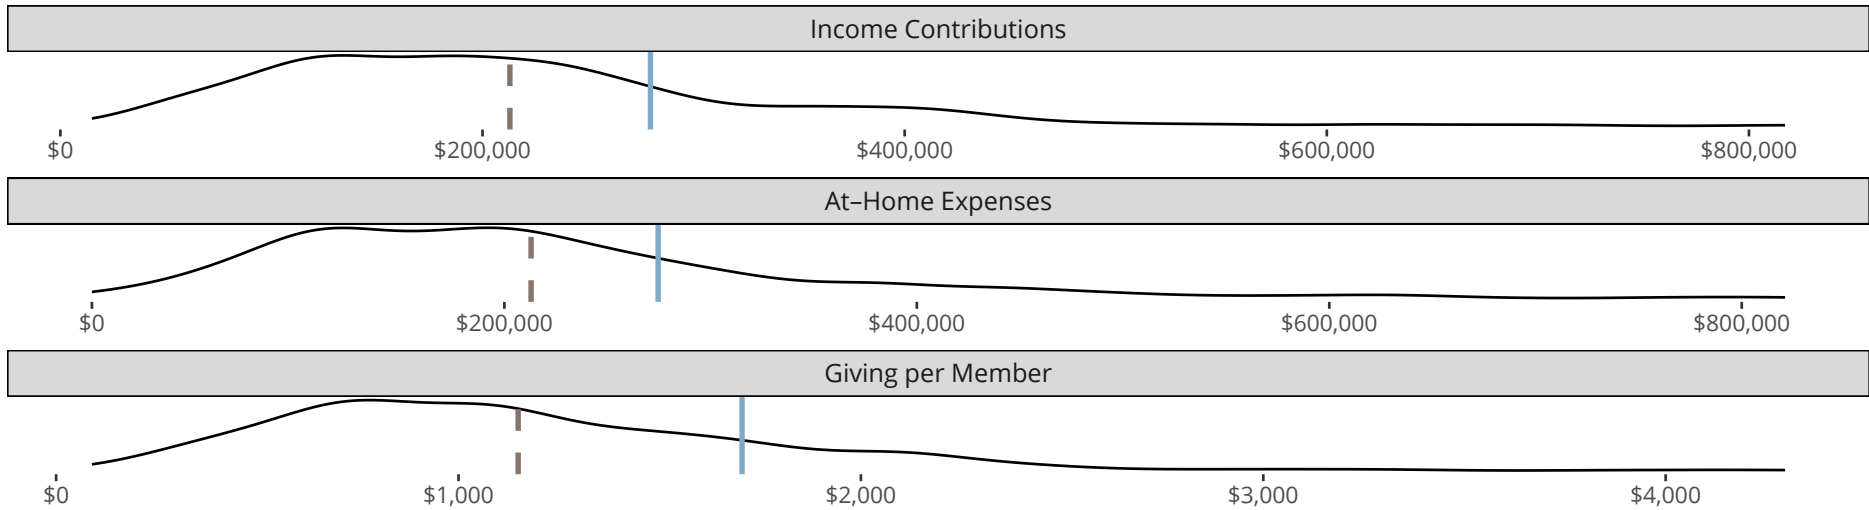 Income Contributions
$0 $200,000 $400,000 $600,000 $800,000
At–Home Expenses
$0 $200,000 $400,000 $600,000 $800,000
Giving per Member
$0 $1,000 $2,000 $3,000 $4,000